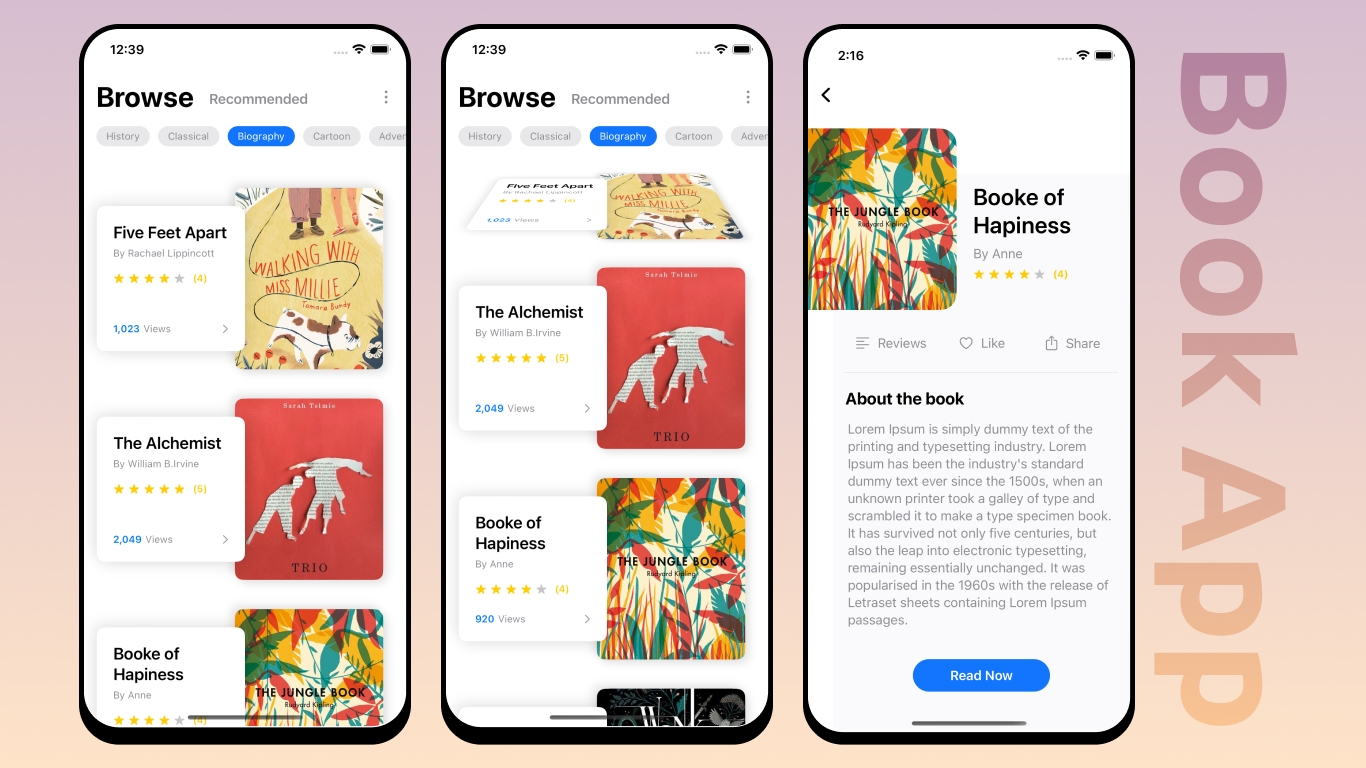 12:39
Browse Recommended
History Classical Biography Cartoon Adver
Five Feet Apart
By Rachael Lippincott
(4)
1,023 Views
WALKING WITH
MISS MILLIE
Tamara Bundy
The Alchemist
By William B.Irvine
(5)
2,049 Views
Sarah Telmie
TRIO
Booke of
Hapiness
By Anne
(4)
THE JUNGLE BOOK
Rudyard Kipling
12:39
Browse Recommended
History Classical Biography Cartoon Adver
Five Feet Apart
By Rachael Lippincott
(4)
1,023 Views
WALKING WITH
MISS MILLIE
Tamara Bundy
The Alchemist
By William B.Irvine
(5)
2,049 Views
Sarah Telmie
TRIO
Booke of
Hapiness
By Anne
(4)
920 Views
THE JUNGLE BOOK
Rudyard Kipling
2:16
THE JUNGLE BOOK
Rudyard Kipling
Booke of
Hapiness
By Anne
(4)
Reviews Like Share
About the book
Lorem Ipsum is simply dummy text of the
printing and typesetting industry. Lorem
Ipsum has been the industry's standard
dummy text ever since the 1500s, when an
unknown printer took a galley of type and
scrambled it to make a type specimen book.
It has survived not only five centuries, but
also the leap into electronic typesetting,
remaining essentially unchanged. It was
popularised in the 1960s with the release of
Letraset sheets containing Lorem Ipsum
passages.
Read Now
Book App